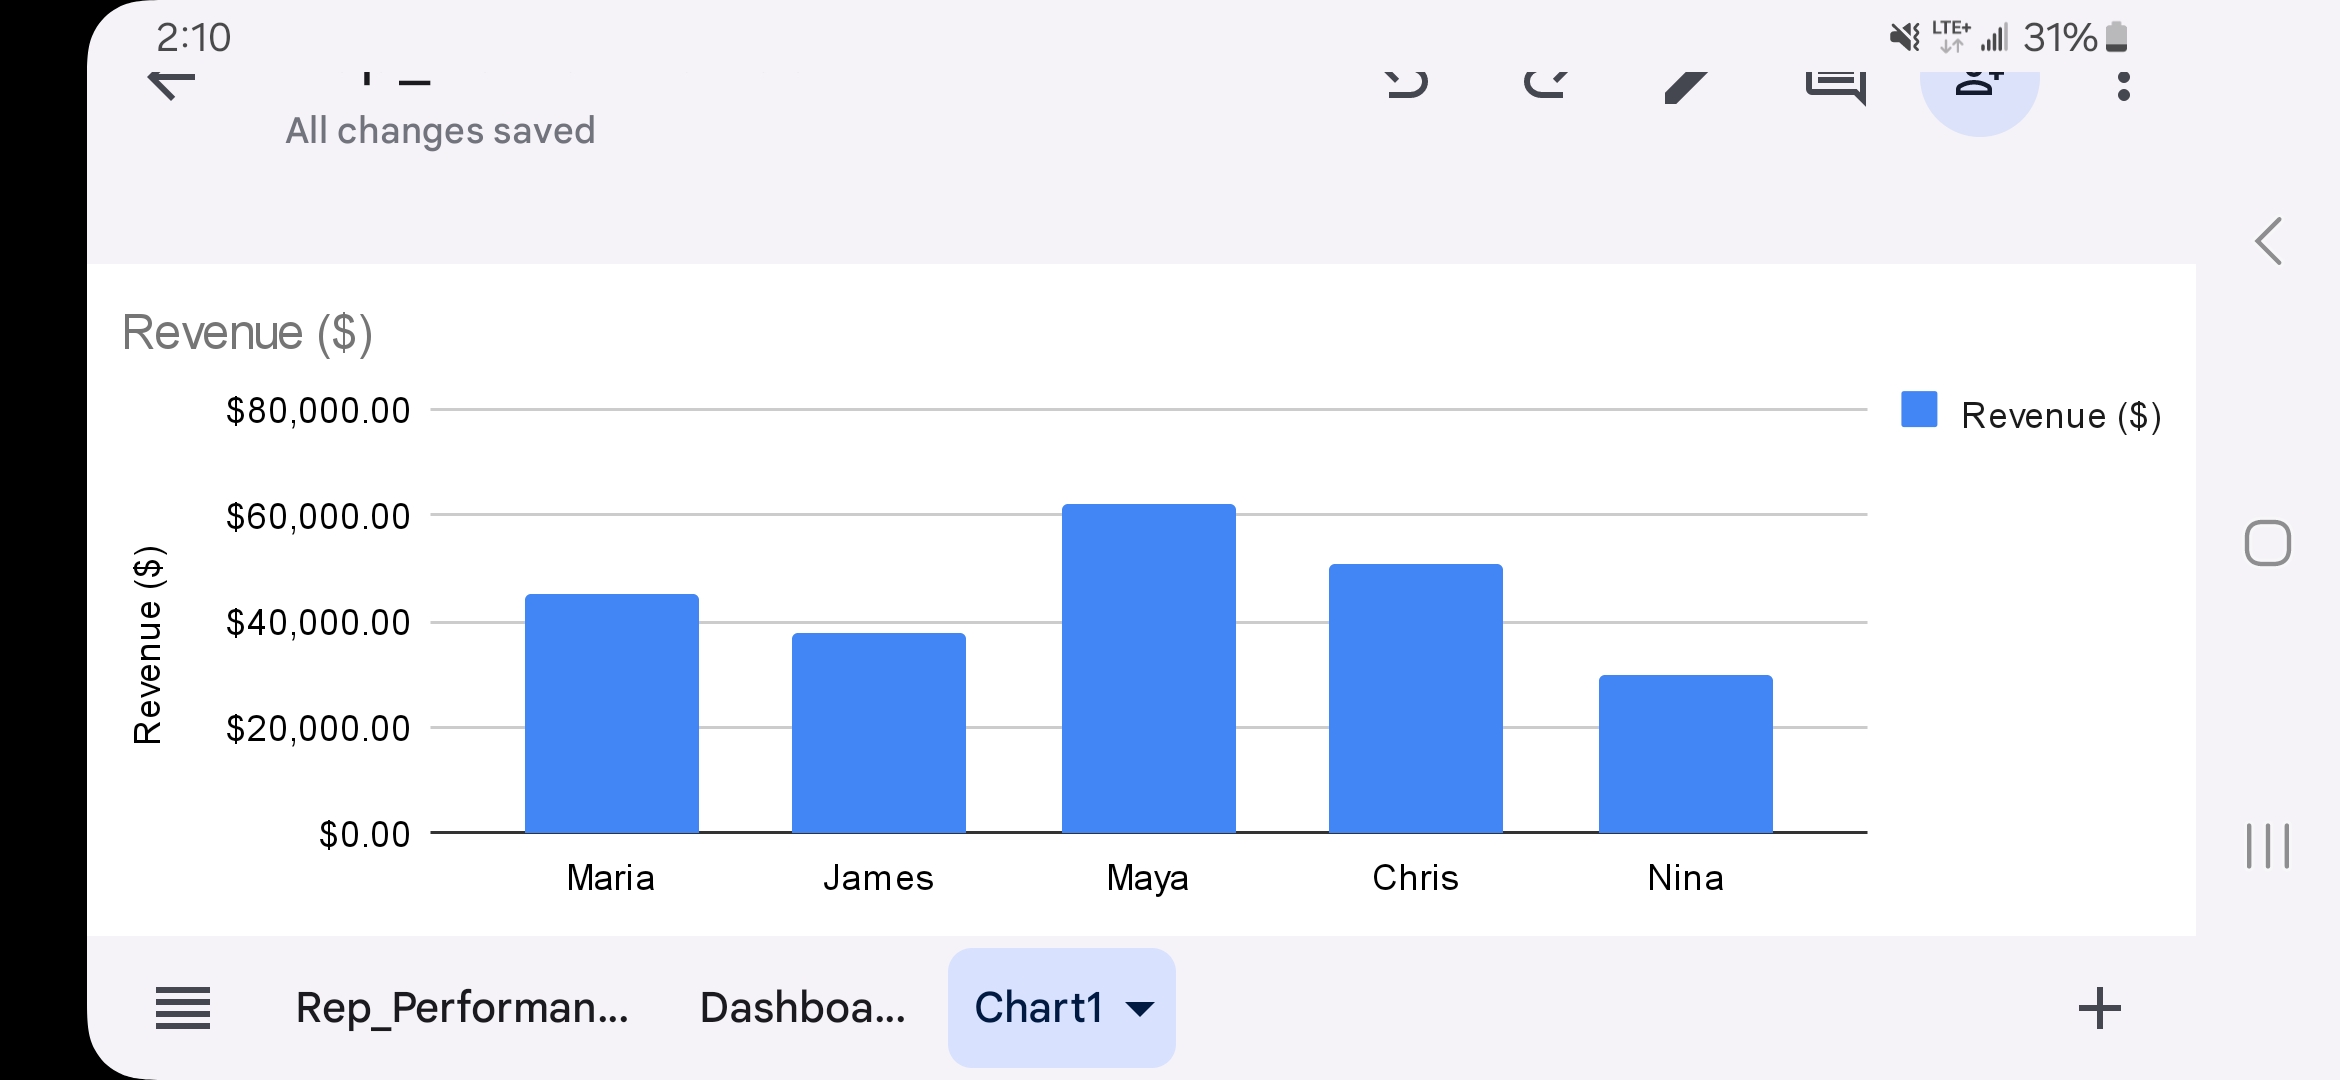 2:10
LTE+ 31%
All changes saved
Revenue ($)
$80,000.00
$60,000.00
$40,000.00
$20,000.00
$0.00
Revenue ($)
Revenue ($)
Maria James Maya Chris Nina
Rep_Performan... Dashboa... Chart1